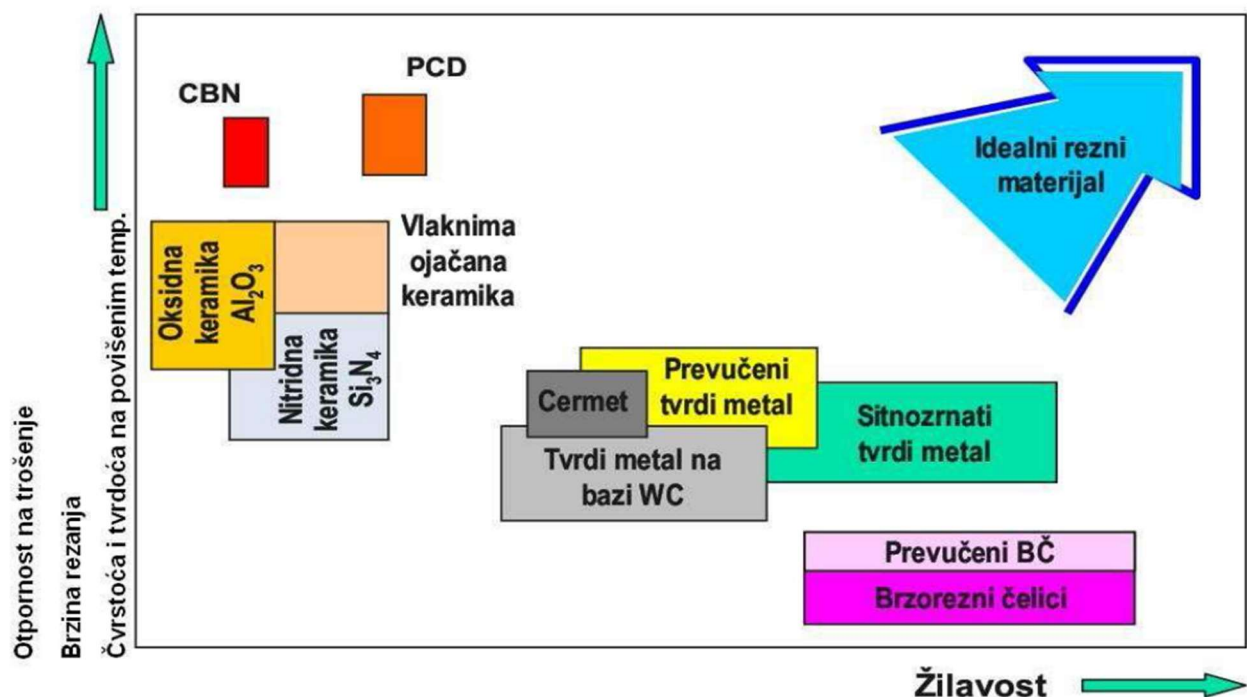 PCD
CBN
Idealni rezni
materijal
Vlaknima
ojačana
keramika
Oksidna
keramika
Al₂O₃
Nitridna
keramika
Si₃N₄
Prevučeni
tvrdi metal
Cermet
Sitnozrnati
tvrdi metal
Tvrdi metal na
bazi WC
Prevučeni BČ
Brzorezni čelici
Otpornost na trošenje
Brzina rezanja
Čvrstoća i tvrdoća na povišenim temp.
Žilavost